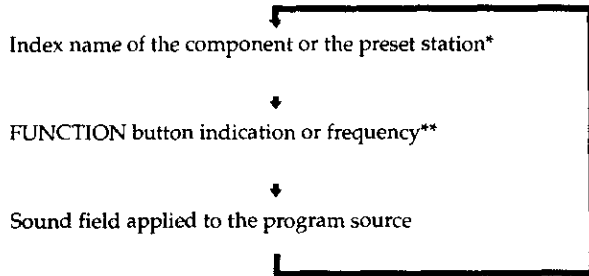 Index name of the component or the preset station*
FUNCTION button indication or frequency**
Sound field applied to the program source